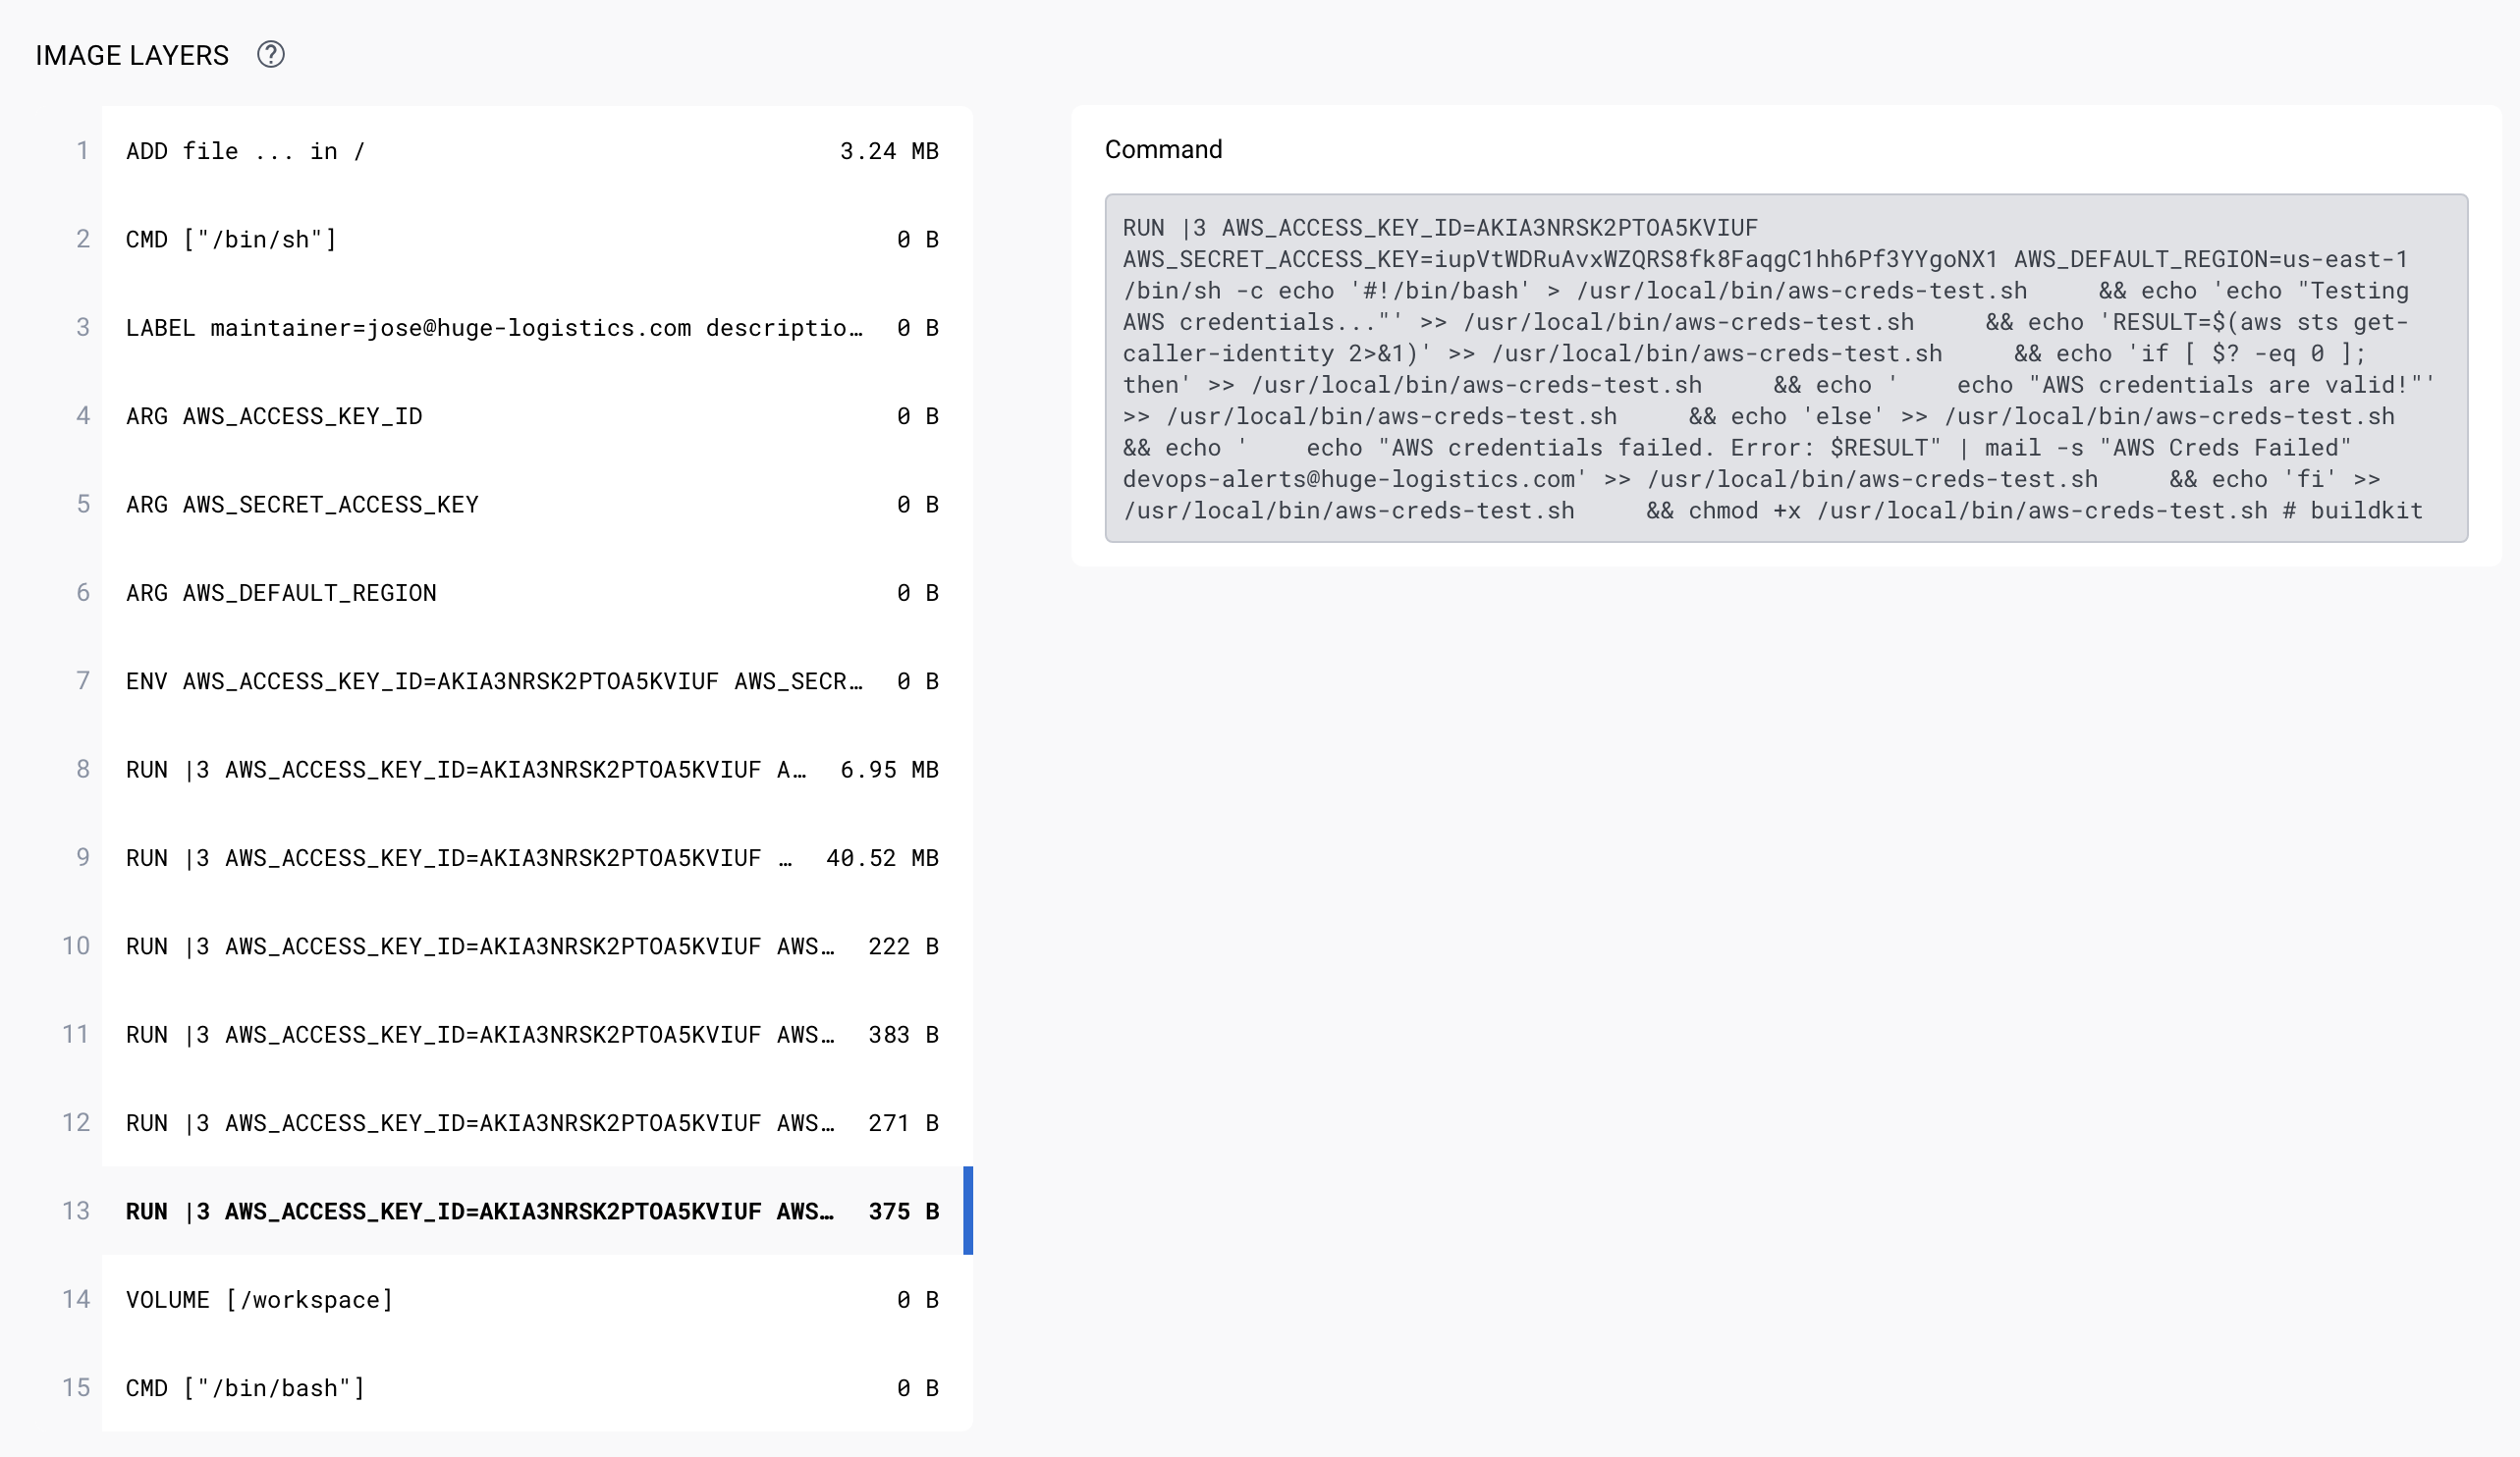 IMAGE LAYERS ?
1 ADD file ... in / 3.24 MB
2 CMD ["/bin/sh"] 0 B
3 LABEL maintainer=jose@huge-logistics.com descriptio… 0 B
4 ARG AWS_ACCESS_KEY_ID 0 B
5 ARG AWS_SECRET_ACCESS_KEY 0 B
6 ARG AWS_DEFAULT_REGION 0 B
7 ENV AWS_ACCESS_KEY_ID=AKIA3NRSK2PTOA5KVIUF AWS_SECR… 0 B
8 RUN |3 AWS_ACCESS_KEY_ID=AKIA3NRSK2PTOA5KVIUF A… 6.95 MB
9 RUN |3 AWS_ACCESS_KEY_ID=AKIA3NRSK2PTOA5KVIUF … 40.52 MB
10 RUN |3 AWS_ACCESS_KEY_ID=AKIA3NRSK2PTOA5KVIUF AWS… 222 B
11 RUN |3 AWS_ACCESS_KEY_ID=AKIA3NRSK2PTOA5KVIUF AWS… 383 B
12 RUN |3 AWS_ACCESS_KEY_ID=AKIA3NRSK2PTOA5KVIUF AWS… 271 B
13 RUN |3 AWS_ACCESS_KEY_ID=AKIA3NRSK2PTOA5KVIUF AWS… 375 B
14 VOLUME [/workspace] 0 B
15 CMD ["/bin/bash"] 0 B
Command
RUN |3 AWS_ACCESS_KEY_ID=AKIA3NRSK2PTOA5KVIUF
AWS_SECRET_ACCESS_KEY=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 AWS_DEFAULT_REGION=us-east-1
/bin/sh -c echo '#!/bin/bash' > /usr/local/bin/aws-creds-test.sh     && echo 'echo "Testing
AWS credentials..."' >> /usr/local/bin/aws-creds-test.sh     && echo 'RESULT=$(aws sts get-
caller-identity 2>&1)' >> /usr/local/bin/aws-creds-test.sh     && echo 'if [ $? -eq 0 ];
then' >> /usr/local/bin/aws-creds-test.sh     && echo '    echo "AWS credentials are valid!"'
>> /usr/local/bin/aws-creds-test.sh     && echo 'else' >> /usr/local/bin/aws-creds-test.sh
&& echo '    echo "AWS credentials failed. Error: $RESULT" | mail -s "AWS Creds Failed"
devops-alerts@huge-logistics.com' >> /usr/local/bin/aws-creds-test.sh     && echo 'fi' >>
/usr/local/bin/aws-creds-test.sh     && chmod +x /usr/local/bin/aws-creds-test.sh # buildkit